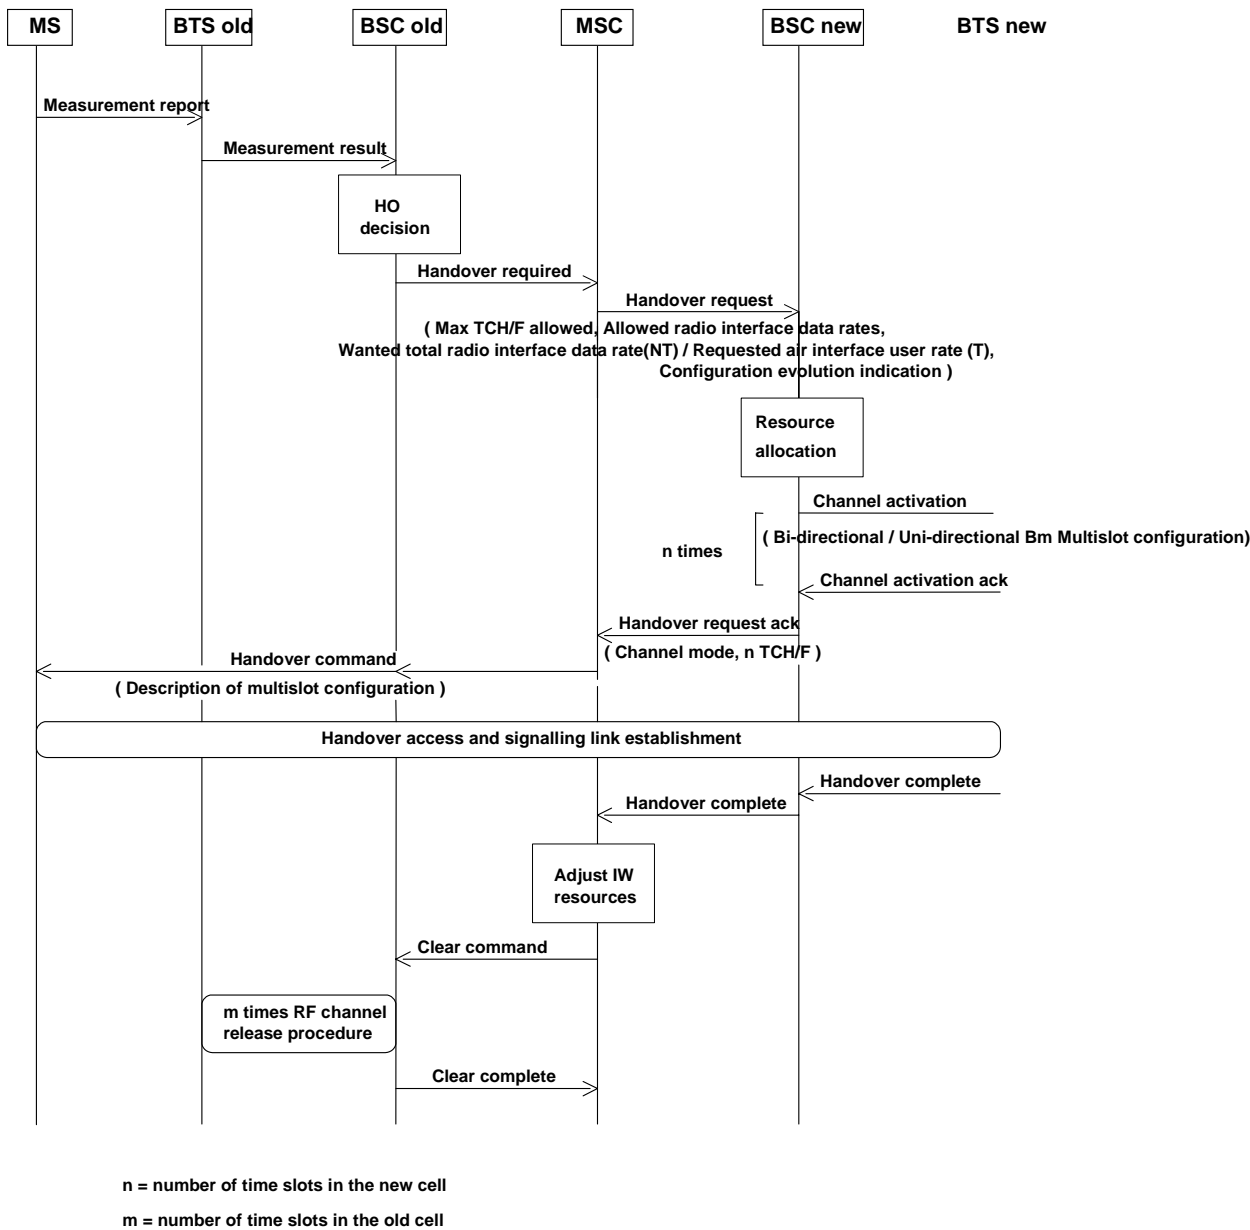 MS
BTS old
BSC old
MSC
BSC new
BTS new
Measurement report
Measurement result
HO
decision
Handover required
Handover request
( Max TCH/F allowed, Allowed radio interface data rates,
Wanted total radio interface data rate(NT) / Requested air interface user rate (T),
Configuration evolution indication )
Resource
allocation
Channel activation
( Bi-directional / Uni-directional Bm Multislot configuration)
n times
Channel activation ack
Handover request ack
( Channel mode, n TCH/F )
Handover command
( Description of multislot configuration )
Handover access and signalling link establishment
Handover complete
Handover complete
Adjust IW
resources
Clear command
m times RF channel
release procedure
Clear complete
n = number of time slots in the new cell
m = number of time slots in the old cell